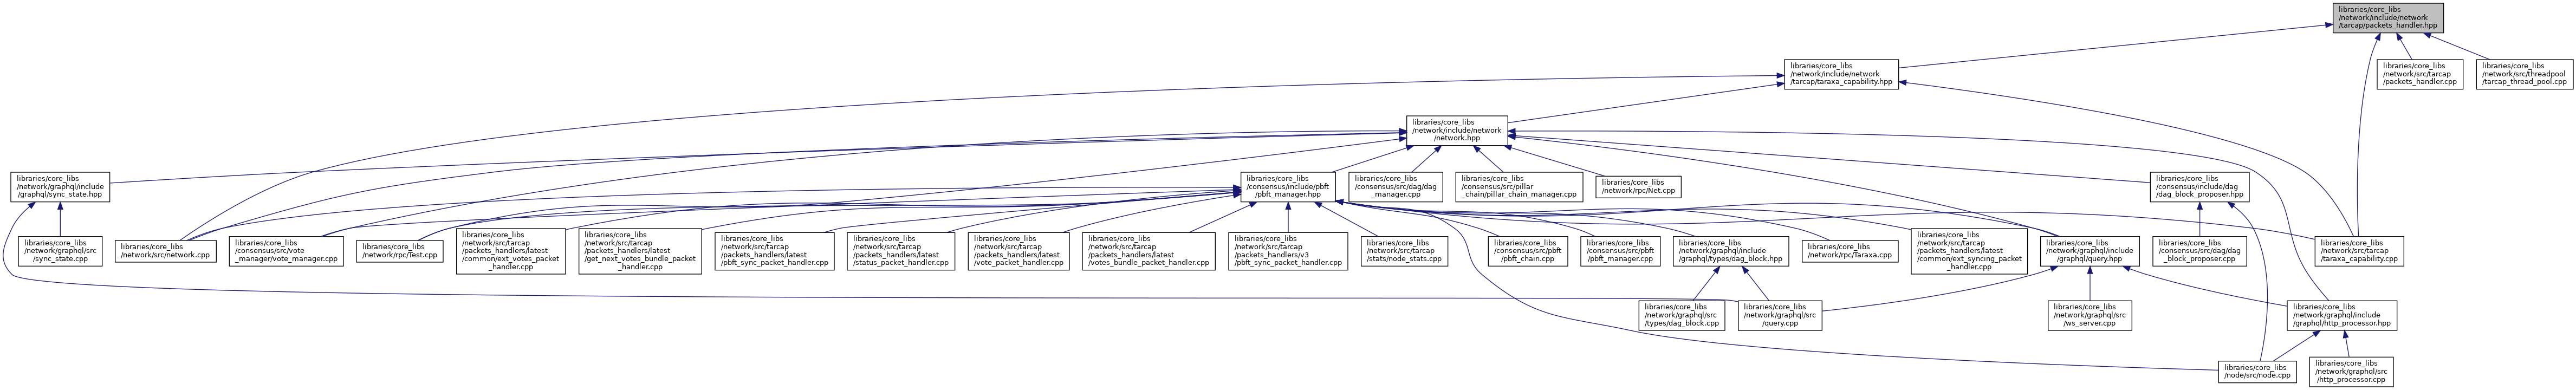 libraries/core_libs
/network/include/network
/tarcap/packets_handler.hpp
libraries/core_libs
/network/include/network
/tarcap/taraxa_capability.hpp
libraries/core_libs
/network/src/tarcap
/packets_handler.cpp
libraries/core_libs
/network/src/threadpool
/tarcap_thread_pool.cpp
libraries/core_libs
/network/include/network
/network.hpp
libraries/core_libs
/network/graphql/include
/graphql/sync_state.hpp
libraries/core_libs
/consensus/include/pbft
/pbft_manager.hpp
libraries/core_libs
/consensus/src/dag/dag
_manager.cpp
libraries/core_libs
/consensus/src/pillar
_chain/pillar_chain_manager.cpp
libraries/core_libs
/network/rpc/Net.cpp
libraries/core_libs
/consensus/include/dag
/dag_block_proposer.hpp
libraries/core_libs
/network/graphql/src
/sync_state.cpp
libraries/core_libs
/network/src/network.cpp
libraries/core_libs
/consensus/src/vote
_manager/vote_manager.cpp
libraries/core_libs
/network/rpc/Test.cpp
libraries/core_libs
/network/src/tarcap
/packets_handlers/latest
/common/ext_votes_packet
_handler.cpp
libraries/core_libs
/network/src/tarcap
/packets_handlers/latest
/get_next_votes_bundle_packet
_handler.cpp
libraries/core_libs
/network/src/tarcap
/packets_handlers/latest
/pbft_sync_packet_handler.cpp
libraries/core_libs
/network/src/tarcap
/packets_handlers/latest
/status_packet_handler.cpp
libraries/core_libs
/network/src/tarcap
/packets_handlers/latest
/vote_packet_handler.cpp
libraries/core_libs
/network/src/tarcap
/packets_handlers/latest
/votes_bundle_packet_handler.cpp
libraries/core_libs
/network/src/tarcap
/packets_handlers/v3
/pbft_sync_packet_handler.cpp
libraries/core_libs
/network/src/tarcap
/stats/node_stats.cpp
libraries/core_libs
/consensus/src/pbft
/pbft_chain.cpp
libraries/core_libs
/consensus/src/pbft
/pbft_manager.cpp
libraries/core_libs
/network/graphql/include
/graphql/types/dag_block.hpp
libraries/core_libs
/network/rpc/Taraxa.cpp
libraries/core_libs
/network/src/tarcap
/packets_handlers/latest
/common/ext_syncing_packet
_handler.cpp
libraries/core_libs
/network/graphql/include
/graphql/query.hpp
libraries/core_libs
/consensus/src/dag/dag
_block_proposer.cpp
libraries/core_libs
/network/src/tarcap
/taraxa_capability.cpp
libraries/core_libs
/network/graphql/src
/types/dag_block.cpp
libraries/core_libs
/network/graphql/src
/query.cpp
libraries/core_libs
/network/graphql/src
/ws_server.cpp
libraries/core_libs
/network/graphql/include
/graphql/http_processor.hpp
libraries/core_libs
/node/src/node.cpp
libraries/core_libs
/network/graphql/src
/http_processor.cpp